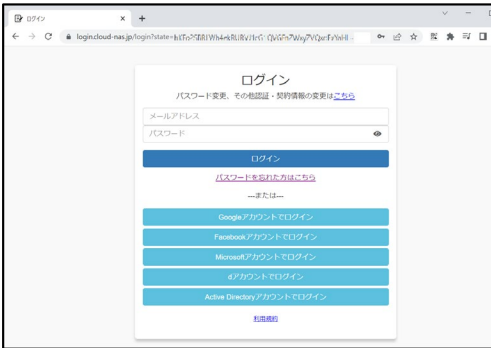 ログイン
login.cloud-nas.jp/login?state=
ログイン
パスワード変更、その他認証・契約情報の変更はこちら
メールアドレス
パスワード
ログイン
パスワードを忘れた方はこちら
---または---
Googleアカウントでログイン
Facebookアカウントでログイン
Microsoftアカウントでログイン
dアカウントでログイン
Active Directoryアカウントでログイン
利用規約